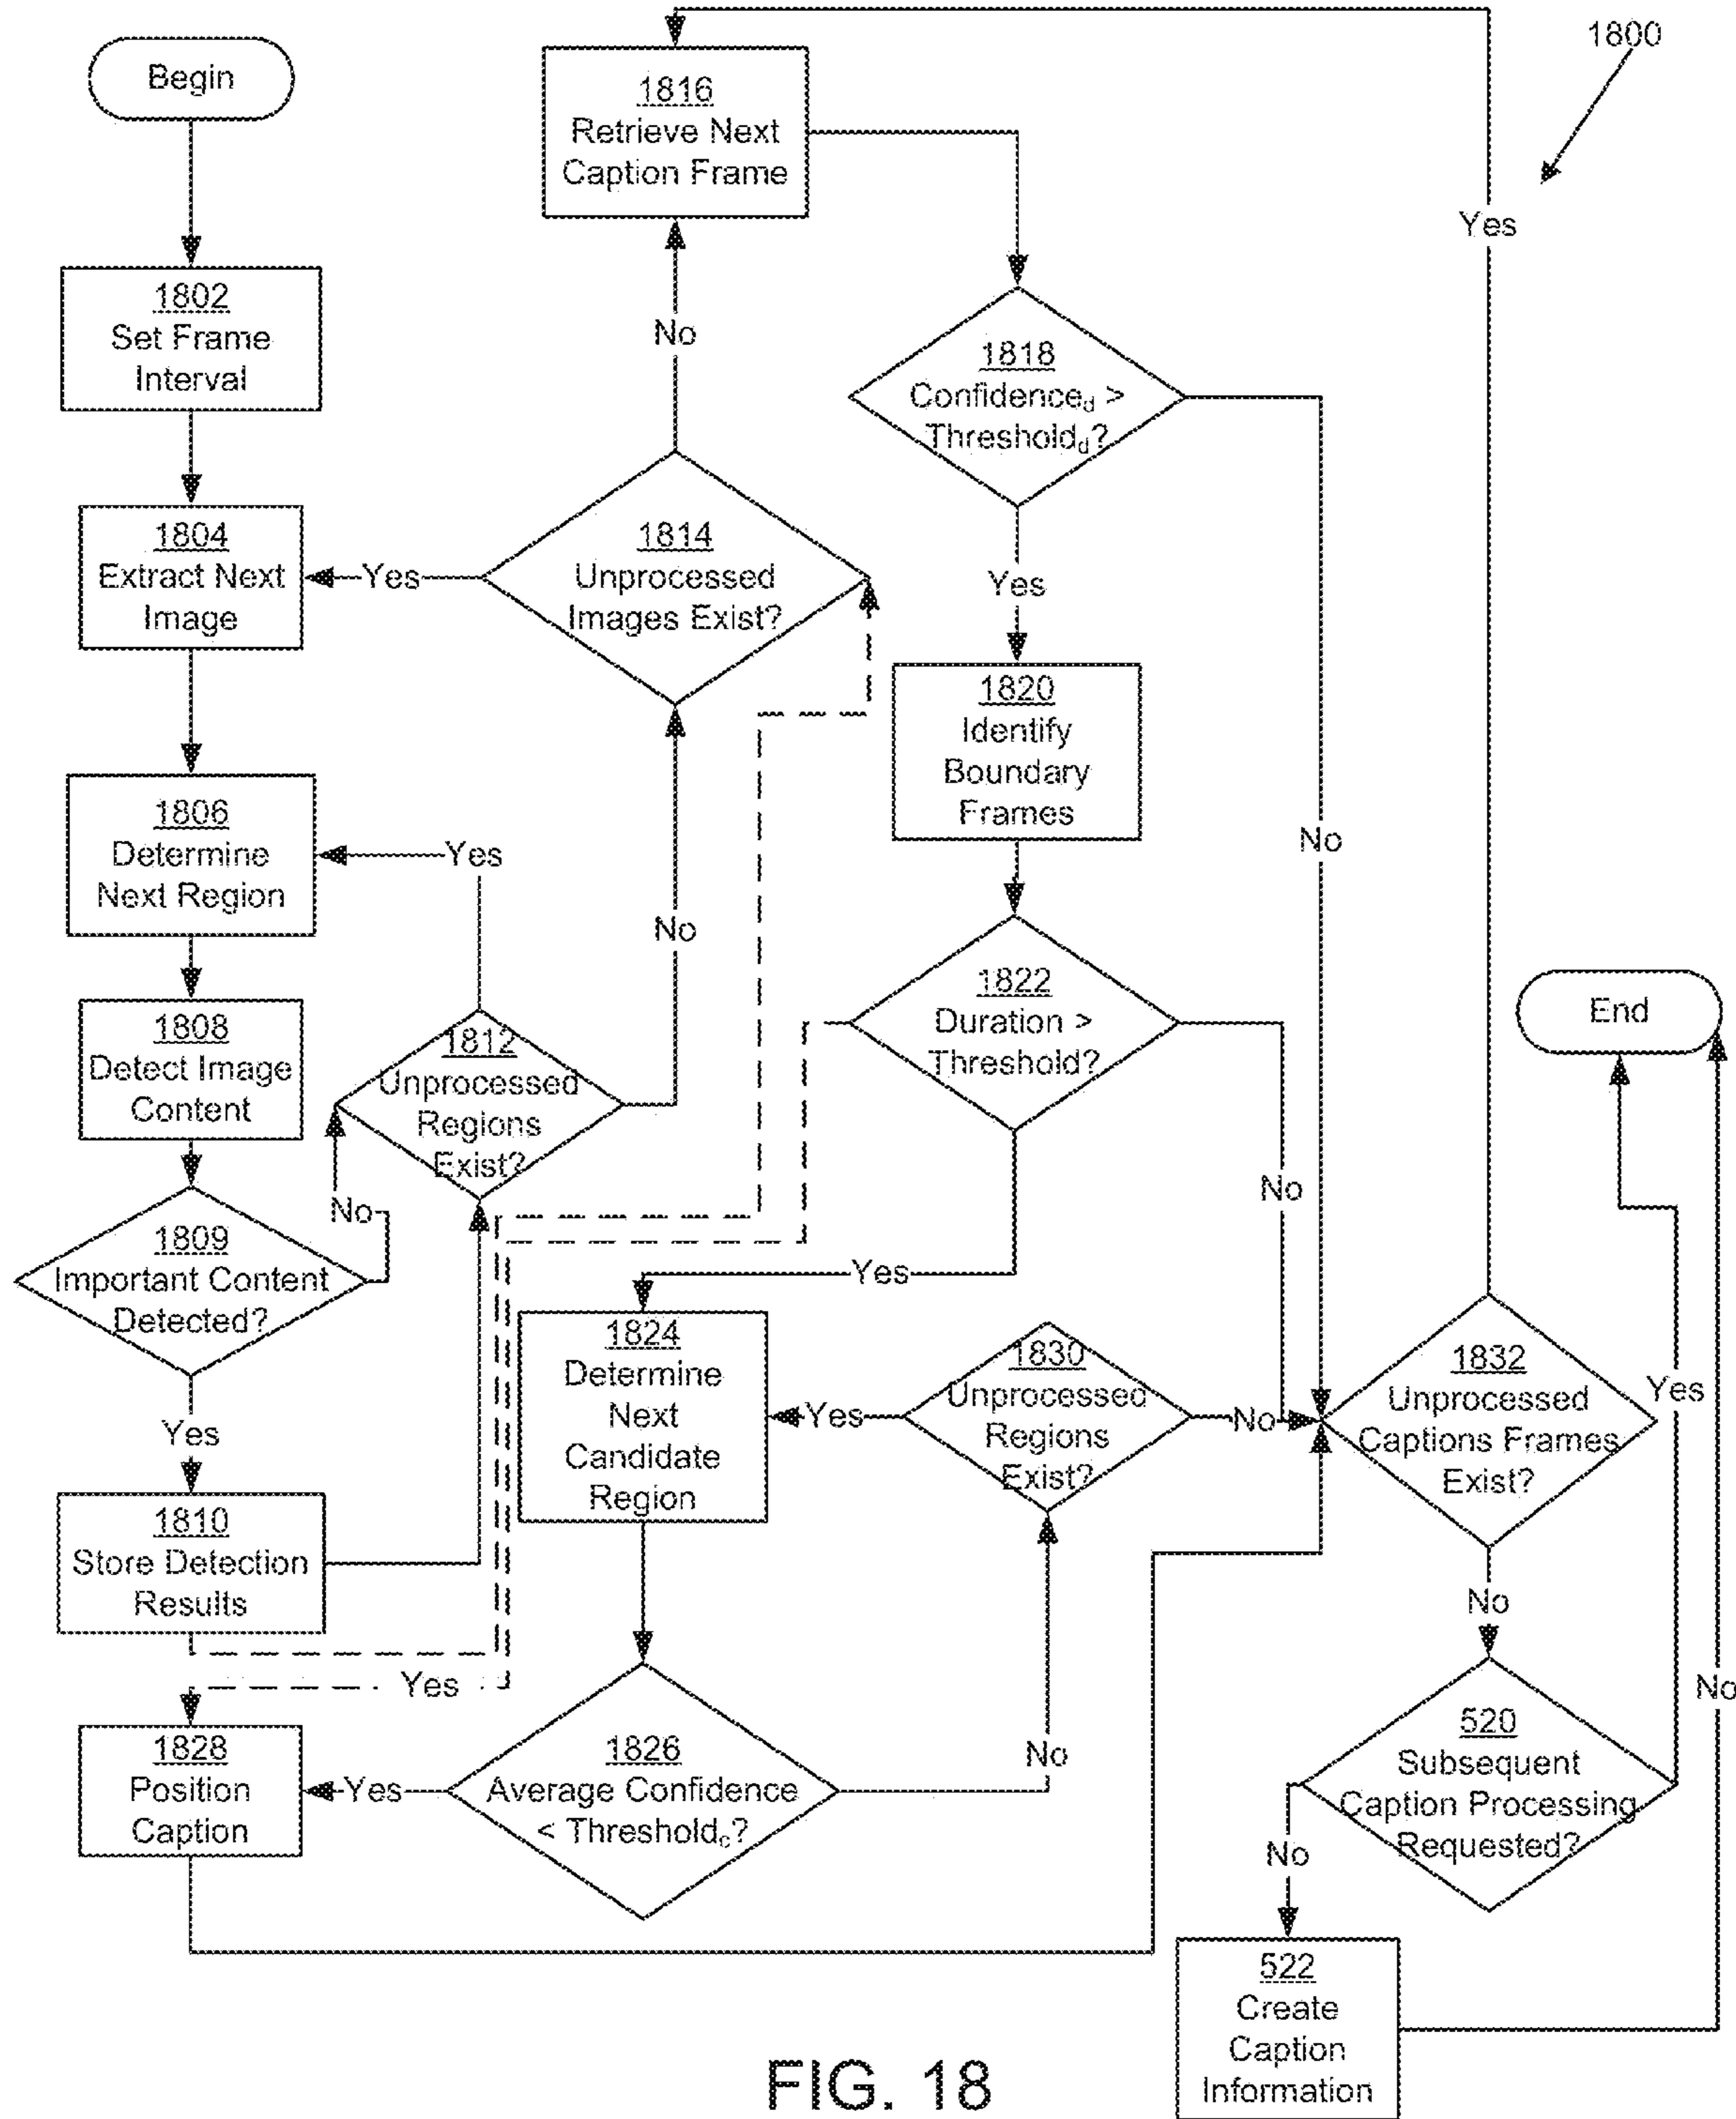 1800
Begin
1802
Set Frame
Interval
1804
Extract Next
Image
1806
Determine
Next Region
1808
Detect Image
Content
1809
Important Content
Detected?
No
Yes
1810
Store Detection
Results
1812
Unprocessed
Regions
Exist?
Yes
No
1814
Unprocessed
Images Exist?
Yes
No
1816
Retrieve Next
Caption Frame
1818
Confidenced >
Thresholdd?
Yes
No
1820
Identify
Boundary
Frames
1822
Duration >
Threshold?
No
Yes
Yes
1824
Determine
Next
Candidate
Region
1826
Average Confidence
< Thresholdc?
Yes
No
1828
Position
Caption
1830
Unprocessed
Regions
Exist?
Yes
No
1832
Unprocessed
Captions Frames
Exist?
Yes
No
520
Subsequent
Caption Processing
Requested?
Yes
No
522
Create
Caption
Information
No
End
FIG. 18